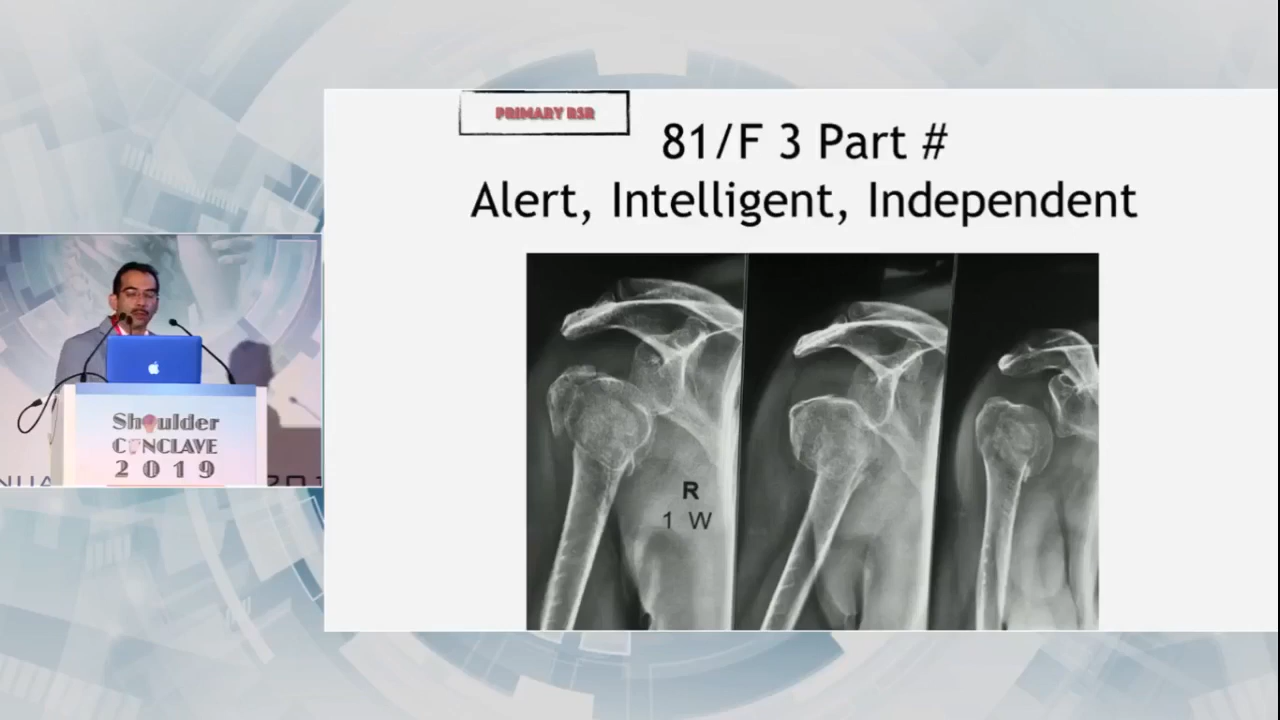 PRIMARY RSR
81/F 3 Part #
Alert, Intelligent, Independent
R
1 W
Shoulder
CONCLAVE
2019